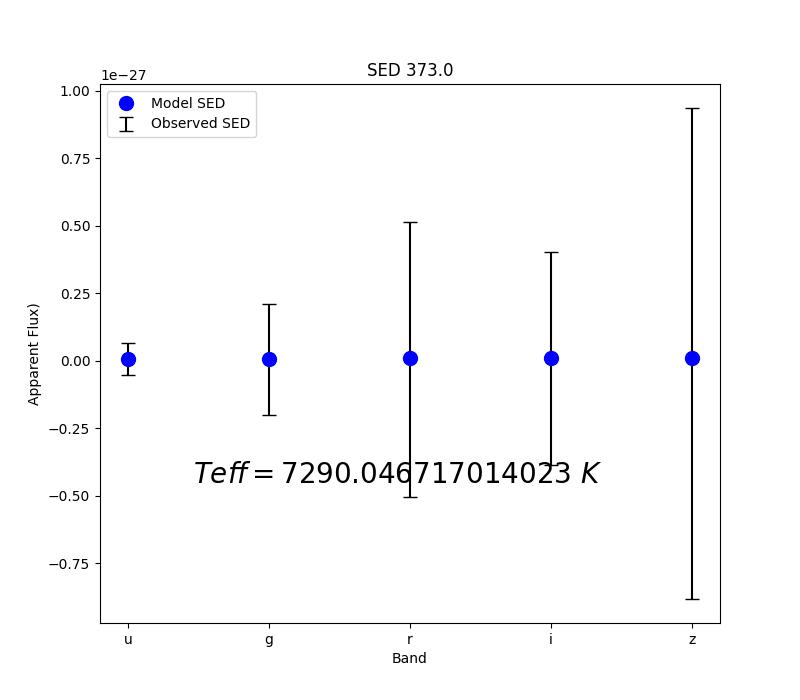 SED 373.0
1e−27
1.00
0.75
0.50
0.25
0.00
−0.25
−0.50
−0.75
Apparent Flux)
Model SED
Observed SED
Teff = 7290.046717014023 K
u g r i z
Band